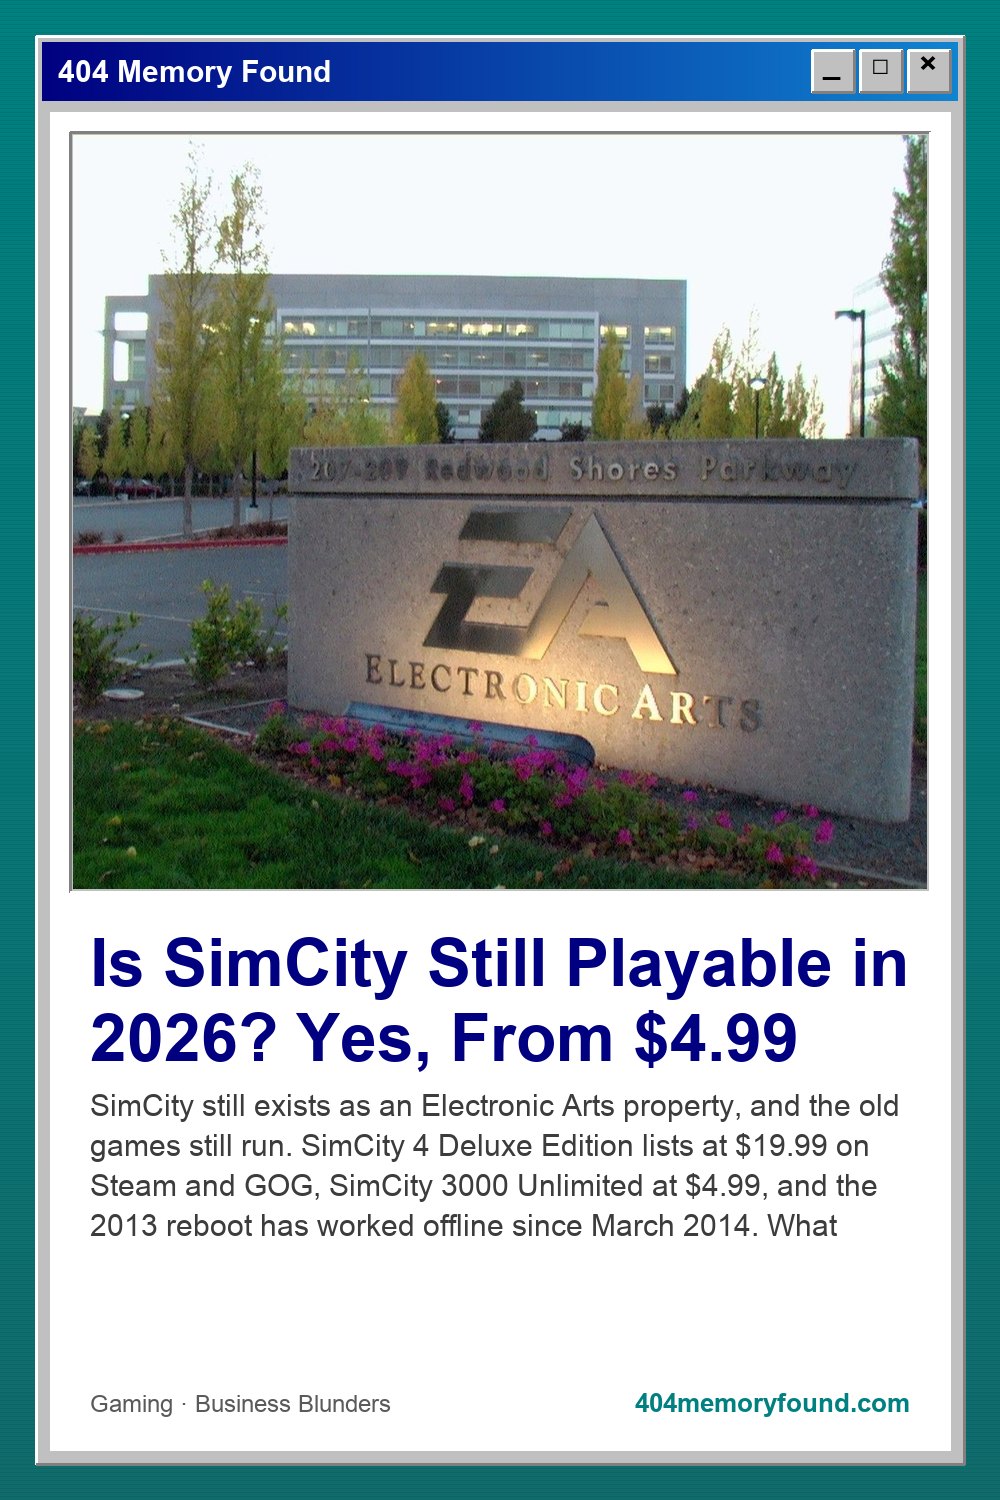 404 Memory Found
207-209 Redwood Shores Parkway
EA
ELECTRONIC ARTS
Is SimCity Still Playable in
2026? Yes, From $4.99
SimCity still exists as an Electronic Arts property, and the old
games still run. SimCity 4 Deluxe Edition lists at $19.99 on
Steam and GOG, SimCity 3000 Unlimited at $4.99, and the
2013 reboot has worked offline since March 2014. What
Gaming · Business Blunders
404memoryfound.com